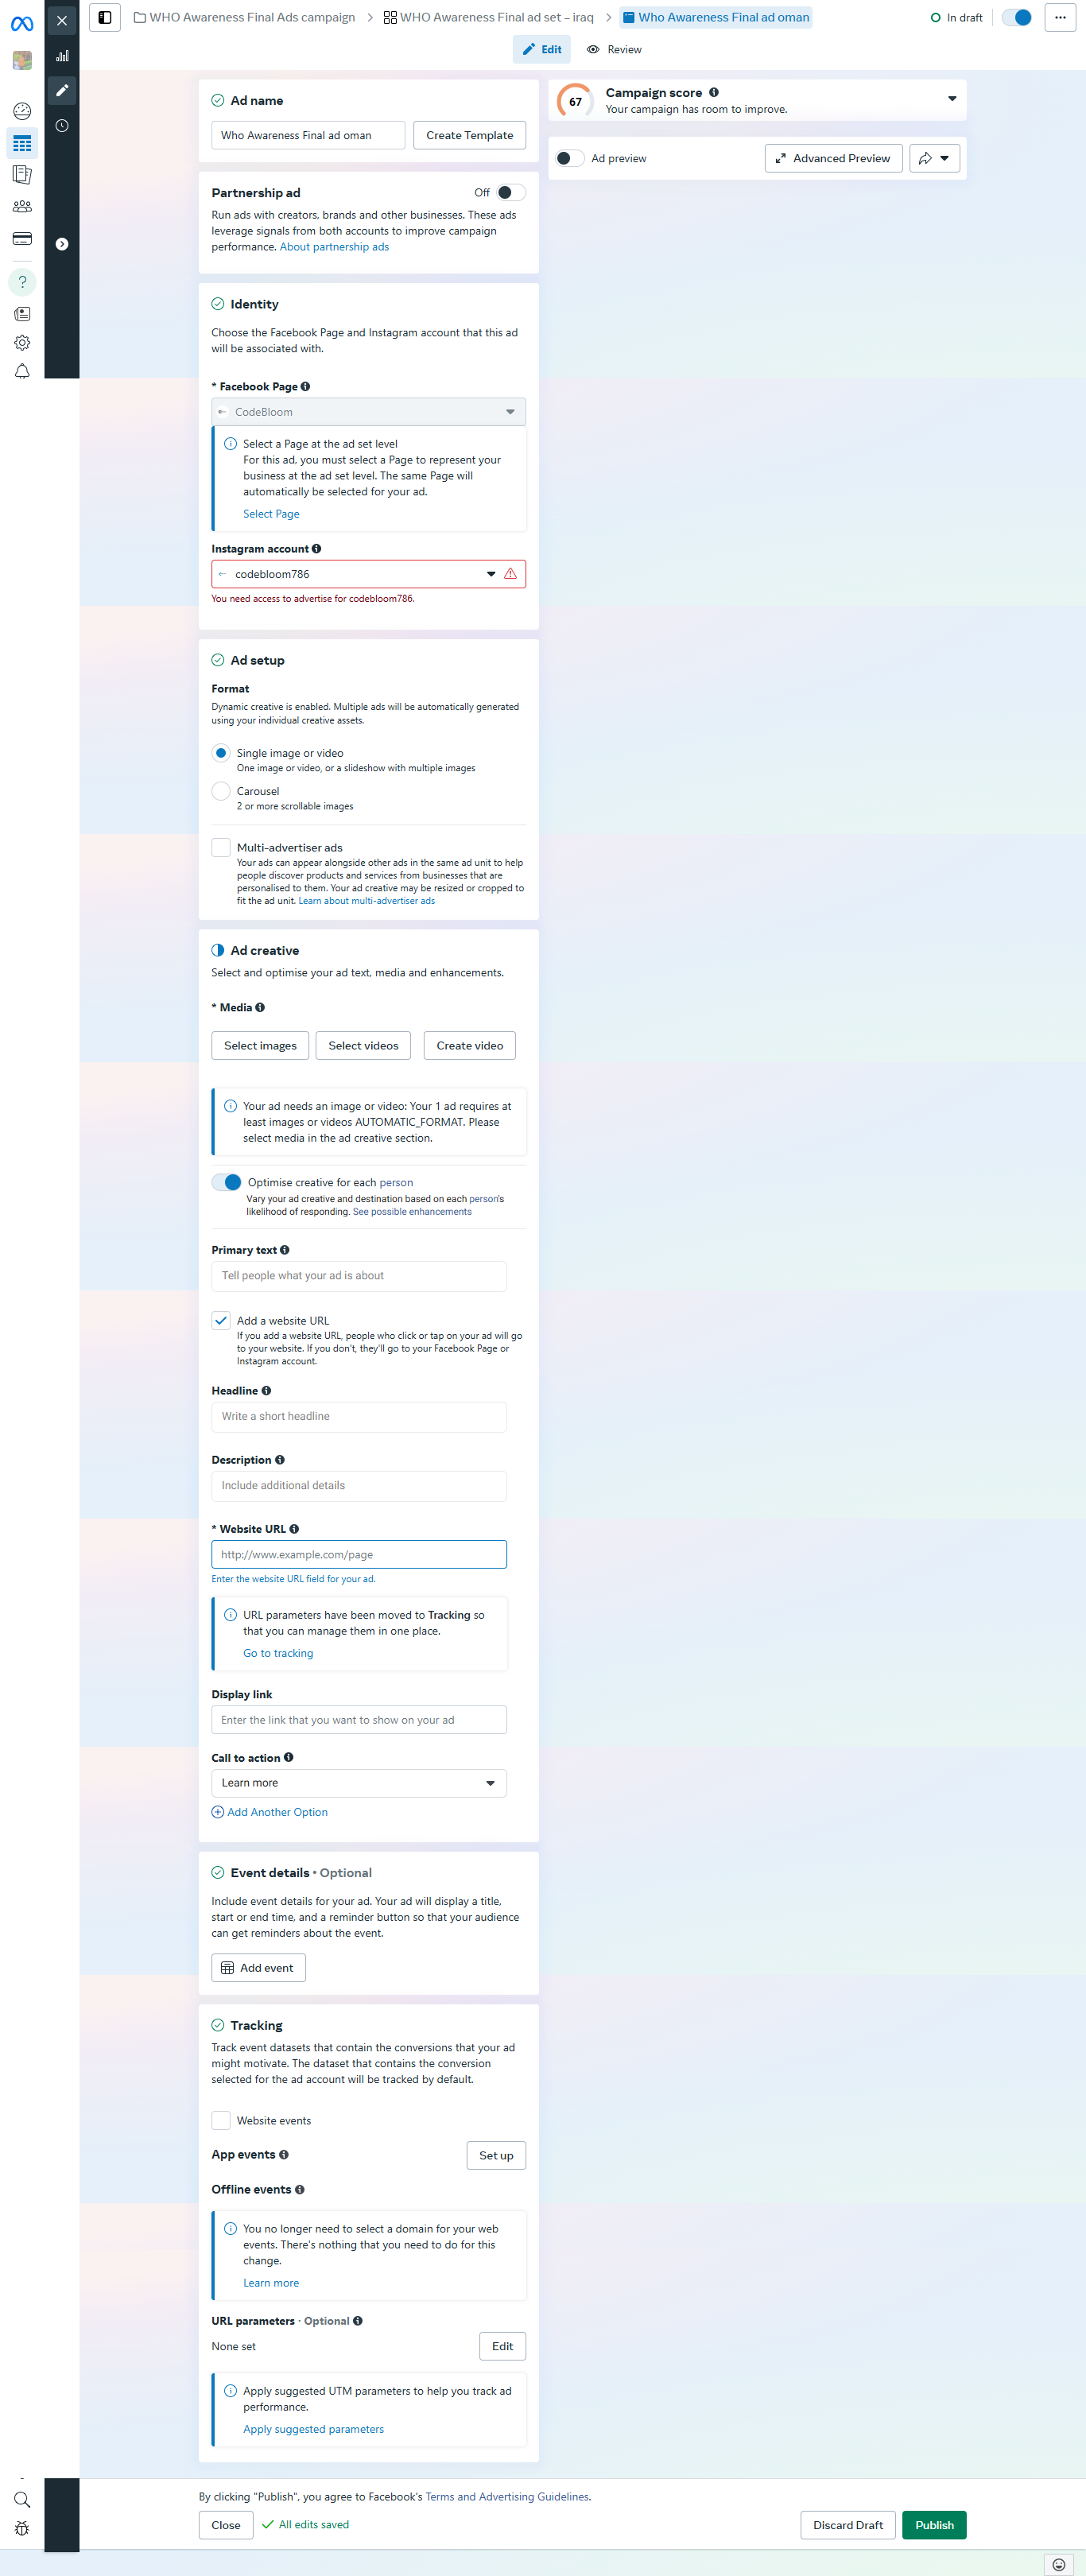 WHO Awareness Final Ads campaign
WHO Awareness Final ad set – iraq
Who Awareness Final ad oman
In draft
Edit
Review
Ad name
Who Awareness Final ad oman
Create Template
Campaign score
67
Your campaign has room to improve.
Ad preview
Advanced Preview
Partnership ad
Off
Run ads with creators, brands and other businesses. These ads
leverage signals from both accounts to improve campaign
performance. About partnership ads
Identity
Choose the Facebook Page and Instagram account that this ad
will be associated with.
* Facebook Page
CodeBloom
Select a Page at the ad set level
For this ad, you must select a Page to represent your
business at the ad set level. The same Page will
automatically be selected for your ad.
Select Page
Instagram account
codebloom786
You need access to advertise for codebloom786.
Ad setup
Format
Dynamic creative is enabled. Multiple ads will be automatically generated
using your individual creative assets.
Single image or video
One image or video, or a slideshow with multiple images
Carousel
2 or more scrollable images
Multi-advertiser ads
Your ads can appear alongside other ads in the same ad unit to help
people discover products and services from businesses that are
personalised to them. Your ad creative may be resized or cropped to
fit the ad unit. Learn about multi-advertiser ads
Ad creative
Select and optimise your ad text, media and enhancements.
* Media
Select images
Select videos
Create video
Your ad needs an image or video: Your 1 ad requires at
least images or videos AUTOMATIC_FORMAT. Please
select media in the ad creative section.
Optimise creative for each person
Vary your ad creative and destination based on each person's
likelihood of responding. See possible enhancements
Primary text
Tell people what your ad is about
Add a website URL
If you add a website URL, people who click or tap on your ad will go
to your website. If you don't, they'll go to your Facebook Page or
Instagram account.
Headline
Write a short headline
Description
Include additional details
* Website URL
http://www.example.com/page
Enter the website URL field for your ad.
URL parameters have been moved to Tracking so
that you can manage them in one place.
Go to tracking
Display link
Enter the link that you want to show on your ad
Call to action
Learn more
Add Another Option
Event details • Optional
Include event details for your ad. Your ad will display a title,
start or end time, and a reminder button so that your audience
can get reminders about the event.
Add event
Tracking
Track event datasets that contain the conversions that your ad
might motivate. The dataset that contains the conversion
selected for the ad account will be tracked by default.
Website events
App events
Set up
Offline events
You no longer need to select a domain for your web
events. There's nothing that you need to do for this
change.
Learn more
URL parameters · Optional
None set
Edit
Apply suggested UTM parameters to help you track ad
performance.
Apply suggested parameters
By clicking "Publish", you agree to Facebook's Terms and Advertising Guidelines.
Close
All edits saved
Discard Draft
Publish